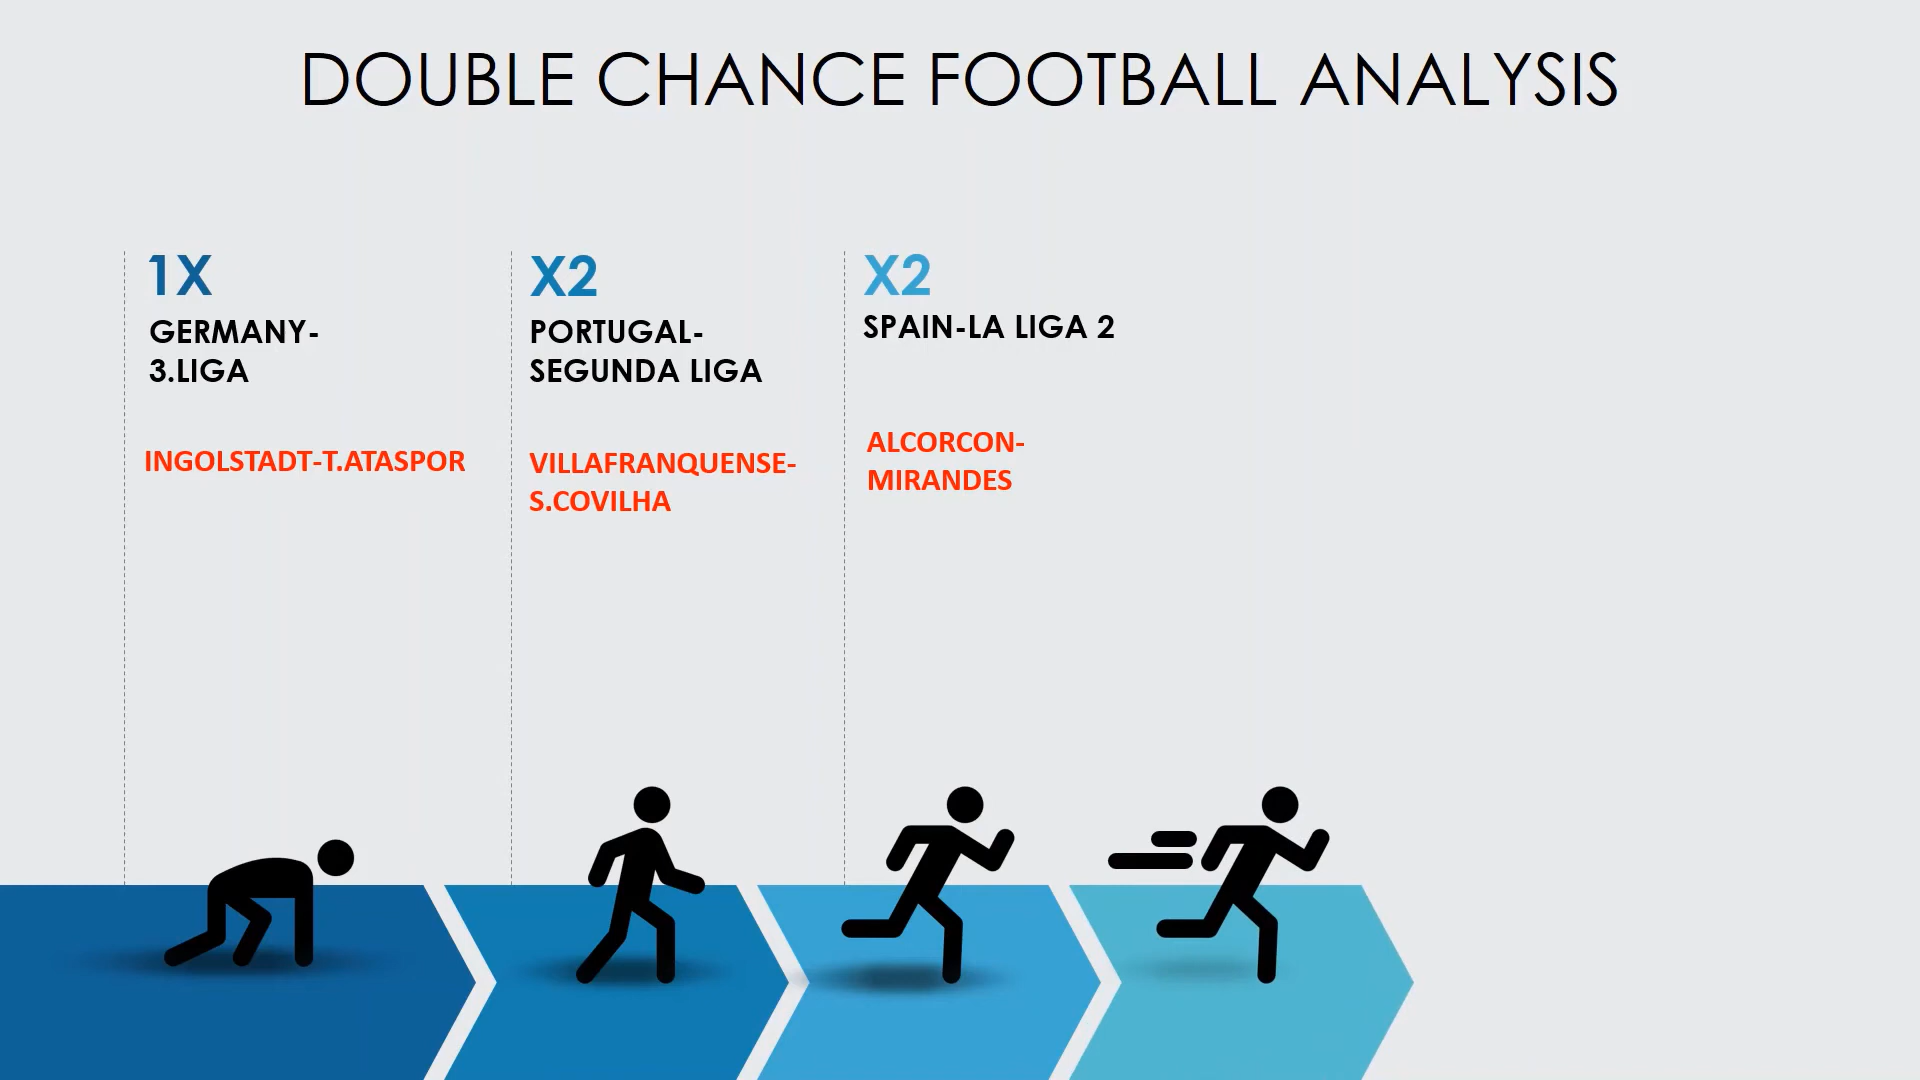 DOUBLE CHANCE FOOTBALL ANALYSIS
1X
GERMANY-
3.LIGA
INGOLSTADT-T.ATASPOR
X2
PORTUGAL-
SEGUNDA LIGA
VILLAFRANQUENSE-
S.COVILHA
X2
SPAIN-LA LIGA 2
ALCORCON-
MIRANDES